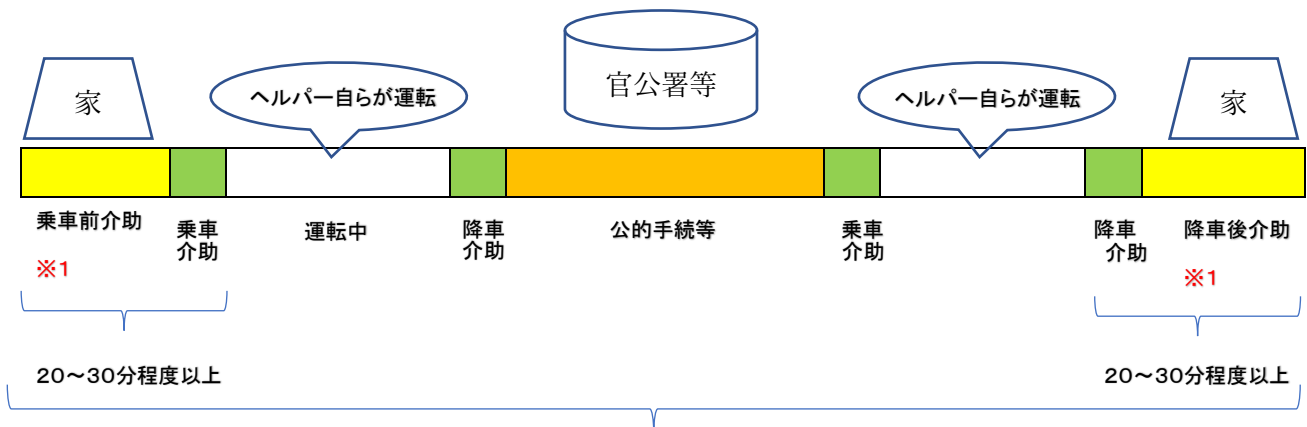 家
ヘルパー自らが運転
官公署等
ヘルパー自らが運転
家
乗車前介助
※1
乗車
介助
運転中
降車
介助
公的手続等
乗車
介助
降車
介助
降車後介助
※1
20～30分程度以上
20～30分程度以上